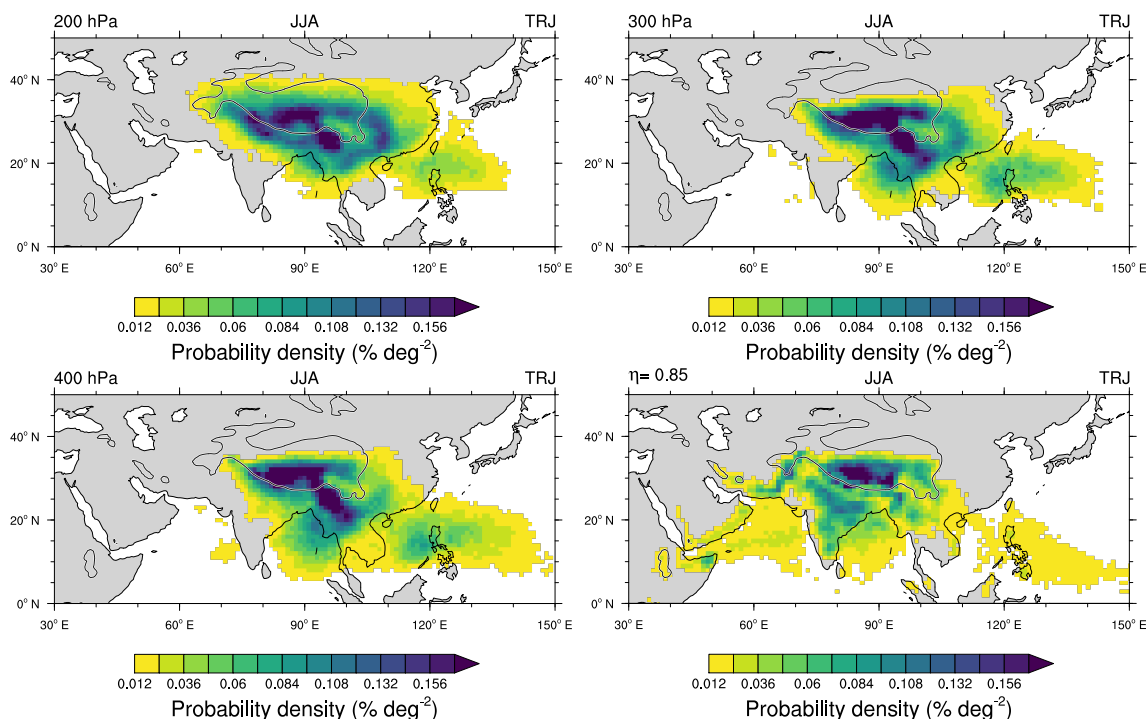 200 hPa JJA TRJ
40° N
20° N
0° N
30° E 60° E 90° E 120° E 150° E
0.012 0.036 0.06 0.084 0.108 0.132 0.156
Probability density (% deg⁻²)
300 hPa JJA TRJ
40° N
20° N
0° N
30° E 60° E 90° E 120° E 150° E
0.012 0.036 0.06 0.084 0.108 0.132 0.156
Probability density (% deg⁻²)
400 hPa JJA TRJ
40° N
20° N
0° N
30° E 60° E 90° E 120° E 150° E
0.012 0.036 0.06 0.084 0.108 0.132 0.156
Probability density (% deg⁻²)
η= 0.85 JJA TRJ
40° N
20° N
0° N
30° E 60° E 90° E 120° E 150° E
0.012 0.036 0.06 0.084 0.108 0.132 0.156
Probability density (% deg⁻²)